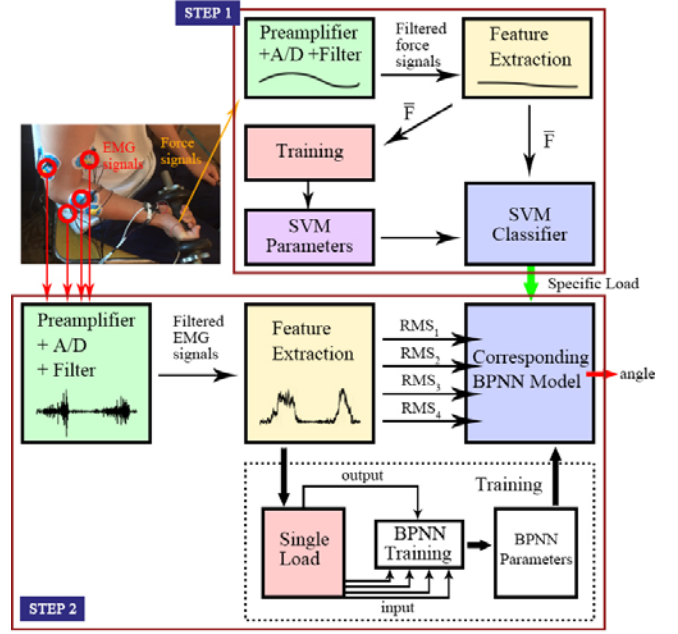 STEP 1
Preamplifier
+A/D +Filter
Filtered
force
signals
Feature
Extraction
F̅
F̅
Training
SVM
Parameters
SVM
Classifier
EMG
signals
Force
signals
Specific Load
Preamplifier
+ A/D
+ Filter
Filtered
EMG
signals
Feature
Extraction
RMS₁
RMS₂
RMS₃
RMS₄
Corresponding
BPNN Model
angle
Training
output
Single
Load
BPNN
Training
BPNN
Parameters
input
STEP 2